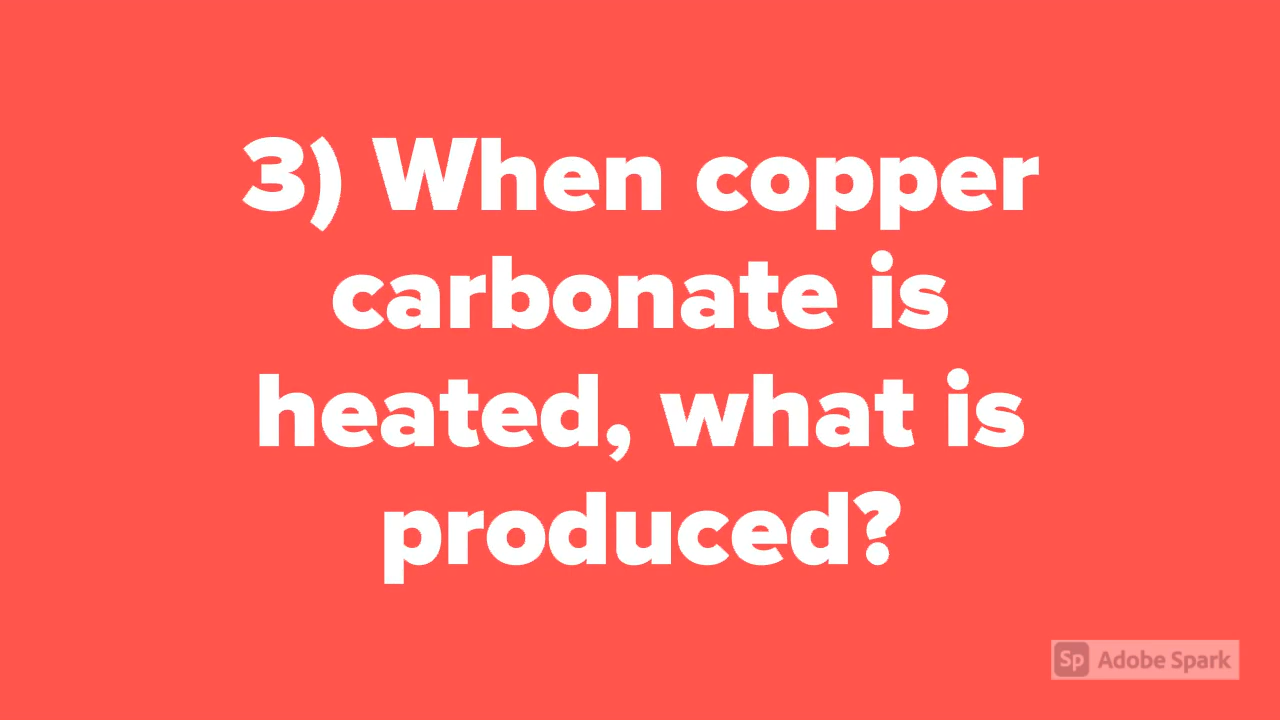 3) When copper
carbonate is
heated, what is
produced?
Sp Adobe Spark